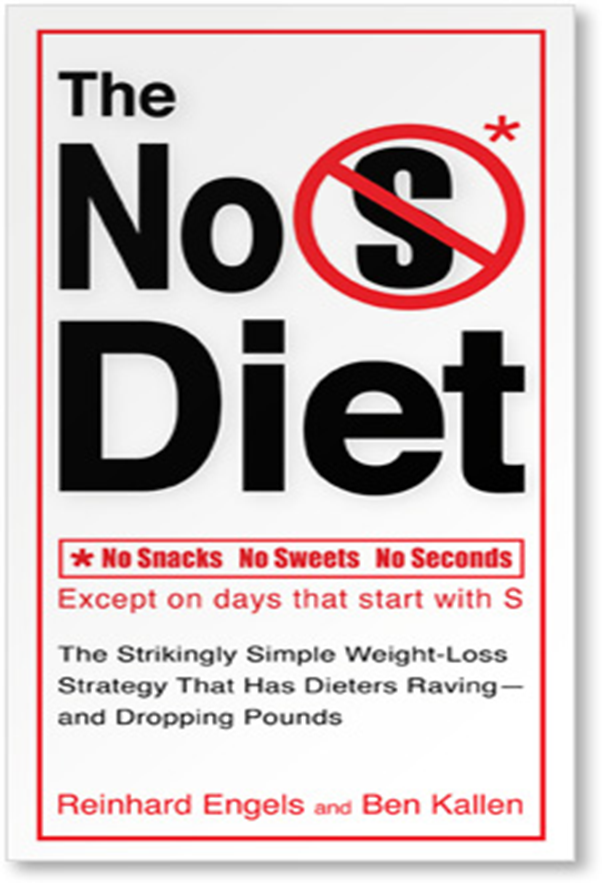 The
No S*
Diet
* No Snacks No Sweets No Seconds
Except on days that start with S
The Strikingly Simple Weight-Loss
Strategy That Has Dieters Raving—
and Dropping Pounds
Reinhard Engels and Ben Kallen